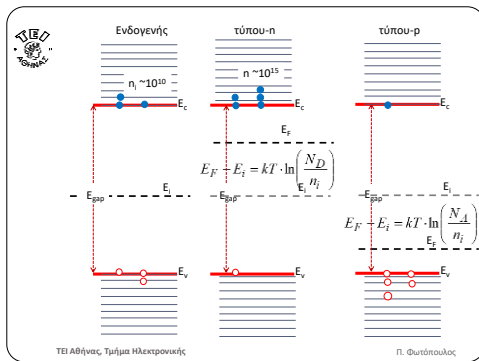 ΤΕΙ
ΑΘΗΝΑΣ
Ενδογενής
τύπου-n
τύπου-p
n_i ~10^10
n ~10^15
E_c
E_c
E_c
E_F
E_F − E_i = kT·ln(N_D/n_i)
E_i
E_i
E_i
E_gap
E_gap
E_gap
E_F − E_i = kT·ln(N_A/n_i)
E_F
E_v
E_v
E_v
ΤΕΙ Αθήνας, Τμήμα Ηλεκτρονικής
Π. Φωτόπουλος